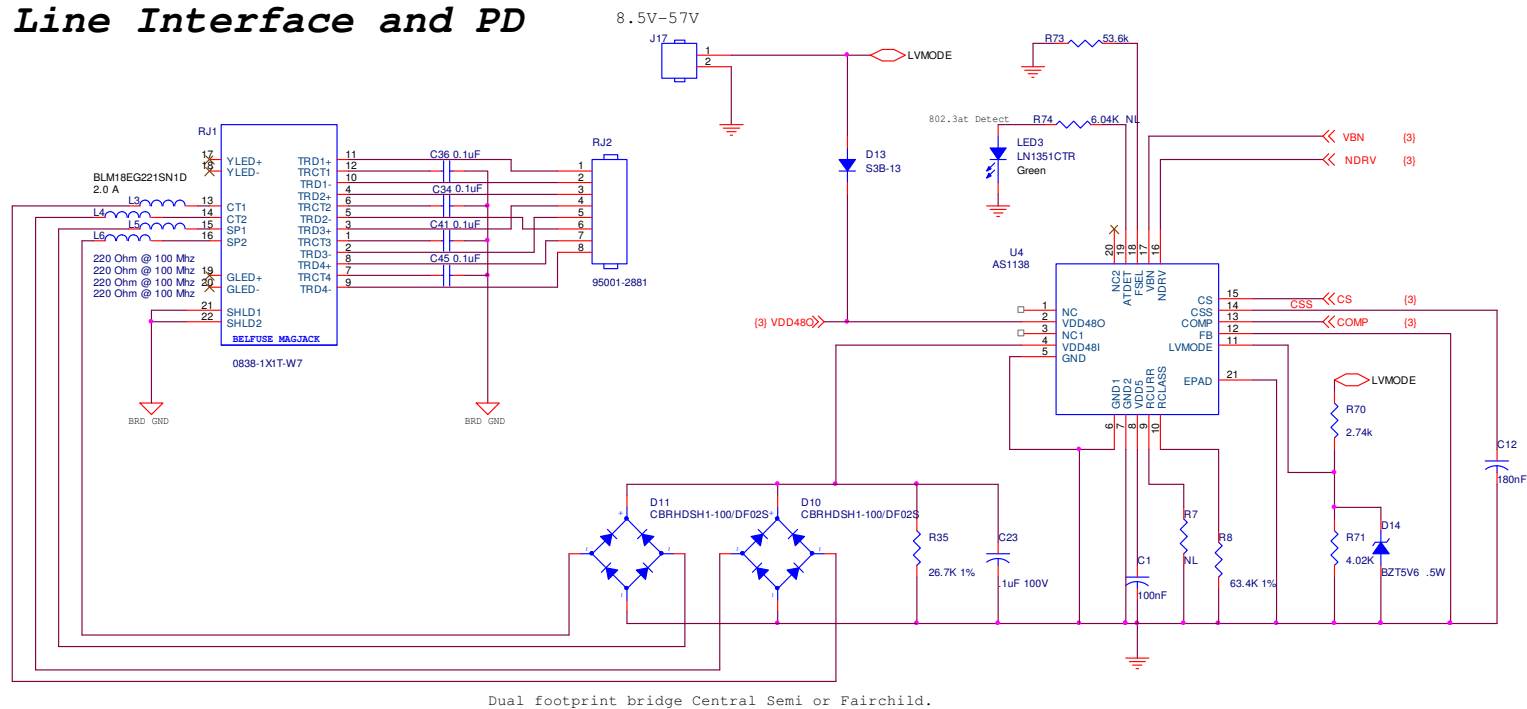 Line Interface and PD
8.5V-57V
J17
1
2
LVMODE
R73
53.6k
802.3at Detect
R74
6.04K NL
LED3
LN1351CTR
Green
VBN {3}
NDRV {3}
D13
S3B-13
RJ1
17 YLED+
18 YLED-
BLM18EG221SN1D
2.0 A
L3
13 CT1
L4
14 CT2
L5
15 SP1
L6
16 SP2
220 Ohm @ 100 Mhz
220 Ohm @ 100 Mhz
220 Ohm @ 100 Mhz
220 Ohm @ 100 Mhz
19 GLED+
20 GLED-
21 SHLD1
22 SHLD2
TRD1+ 11
TRCT1 12
TRD1- 10
TRD2+ 4
TRCT2 6
TRD2- 5
TRD3+ 3
TRCT3 1
TRD3- 2
TRD4+ 8
TRCT4 7
TRD4- 9
BELFUSE MAGJACK
0838-1X1T-W7
BRD GND
C36 0.1uF
C34 0.1uF
C41 0.1uF
C45 0.1uF
BRD GND
RJ2
1
2
3
4
5
6
7
8
95001-2881
{3} VDD48O
U4
AS1138
20 NC2
19 ATDET
18 FSEL
17 VBN
16 NDRV
1 NC
2 VDD48O
3 NC1
4 VDD48I
5 GND
CS 15
CSS 14
COMP 13
FB 12
LVMODE 11
EPAD 21
GND1 6
GND2 7
VDD5 8
RCURR 9
RCLASS 10
CS {3}
CSS
COMP {3}
LVMODE
R70
2.74k
C12
180nF
R71
4.02K
D14
BZT5V6 .5W
D11
CBRHDSH1-100/DF02S
D10
CBRHDSH1-100/DF02S
R35
26.7K 1%
C23
.1uF 100V
C1
100nF
R7
NL
R8
63.4K 1%
Dual footprint bridge Central Semi or Fairchild.